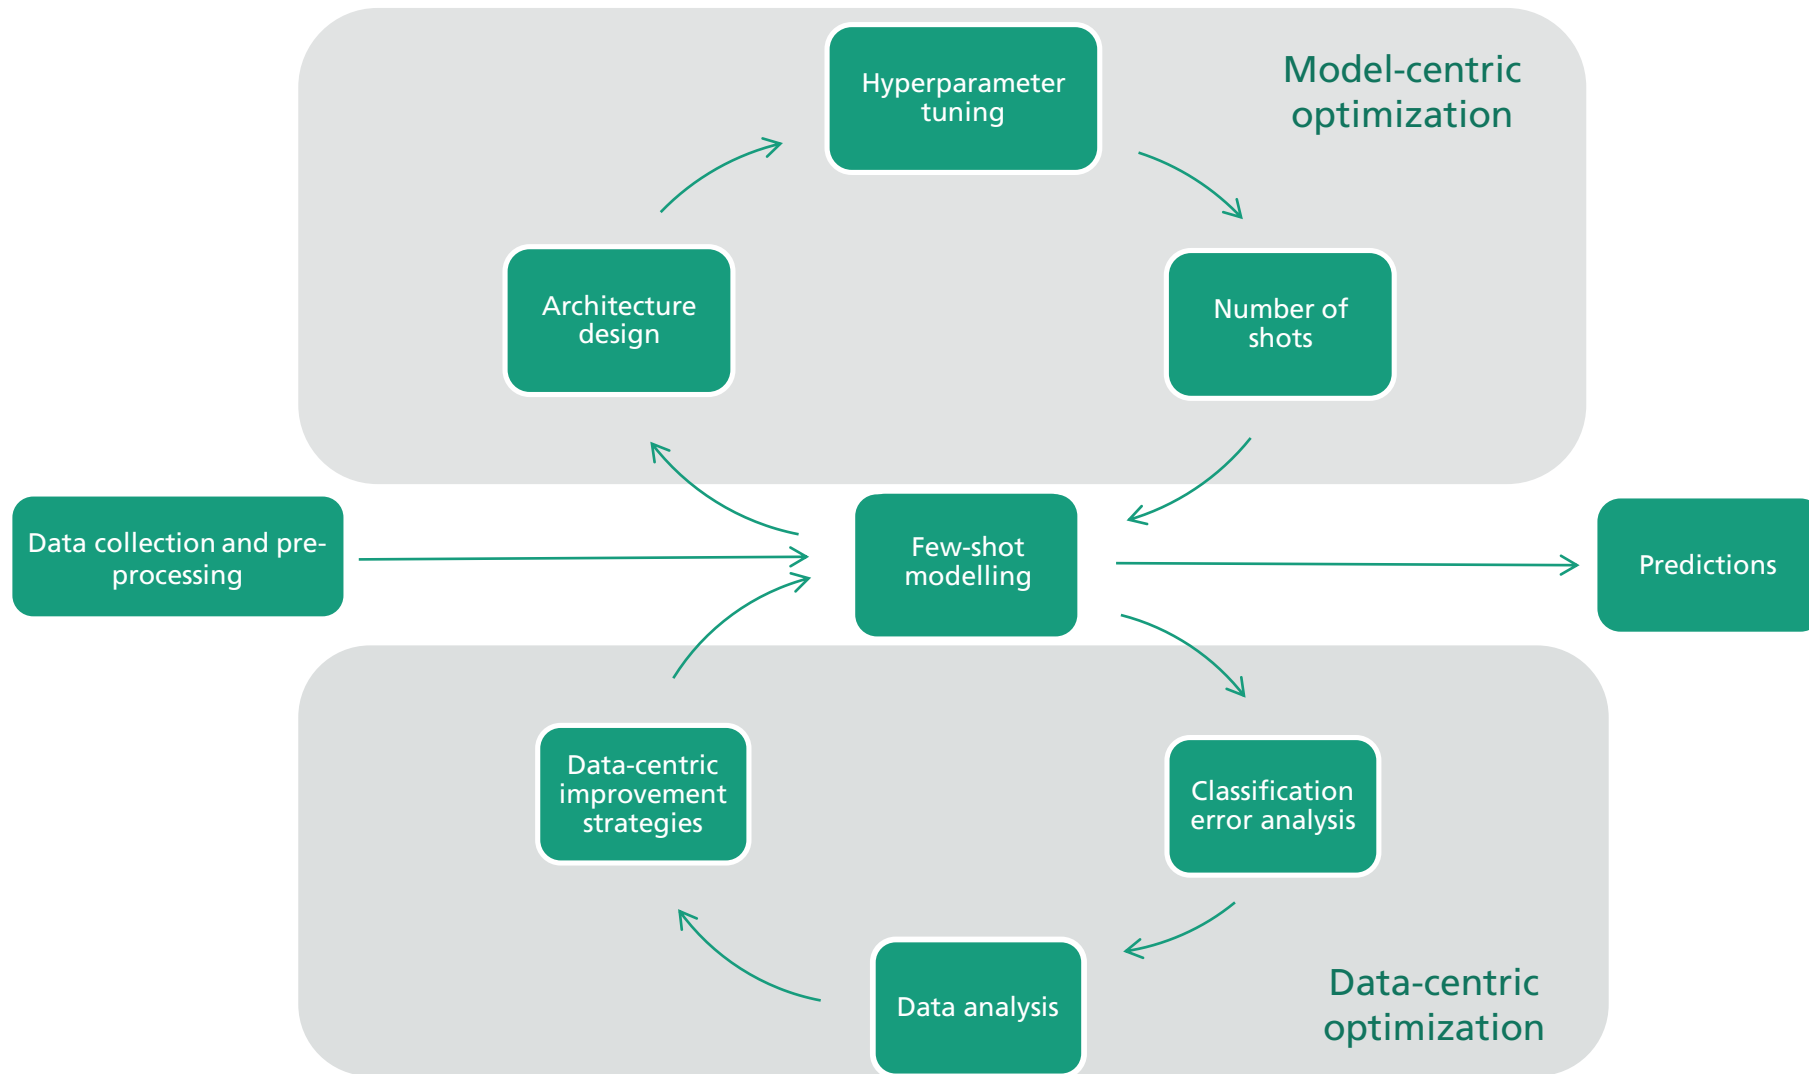 Hyperparameter
tuning
Model-centric
optimization
Architecture
design
Number of
shots
Data collection and pre-
processing
Few-shot
modelling
Predictions
Data-centric
improvement
strategies
Classification
error analysis
Data analysis
Data-centric
optimization